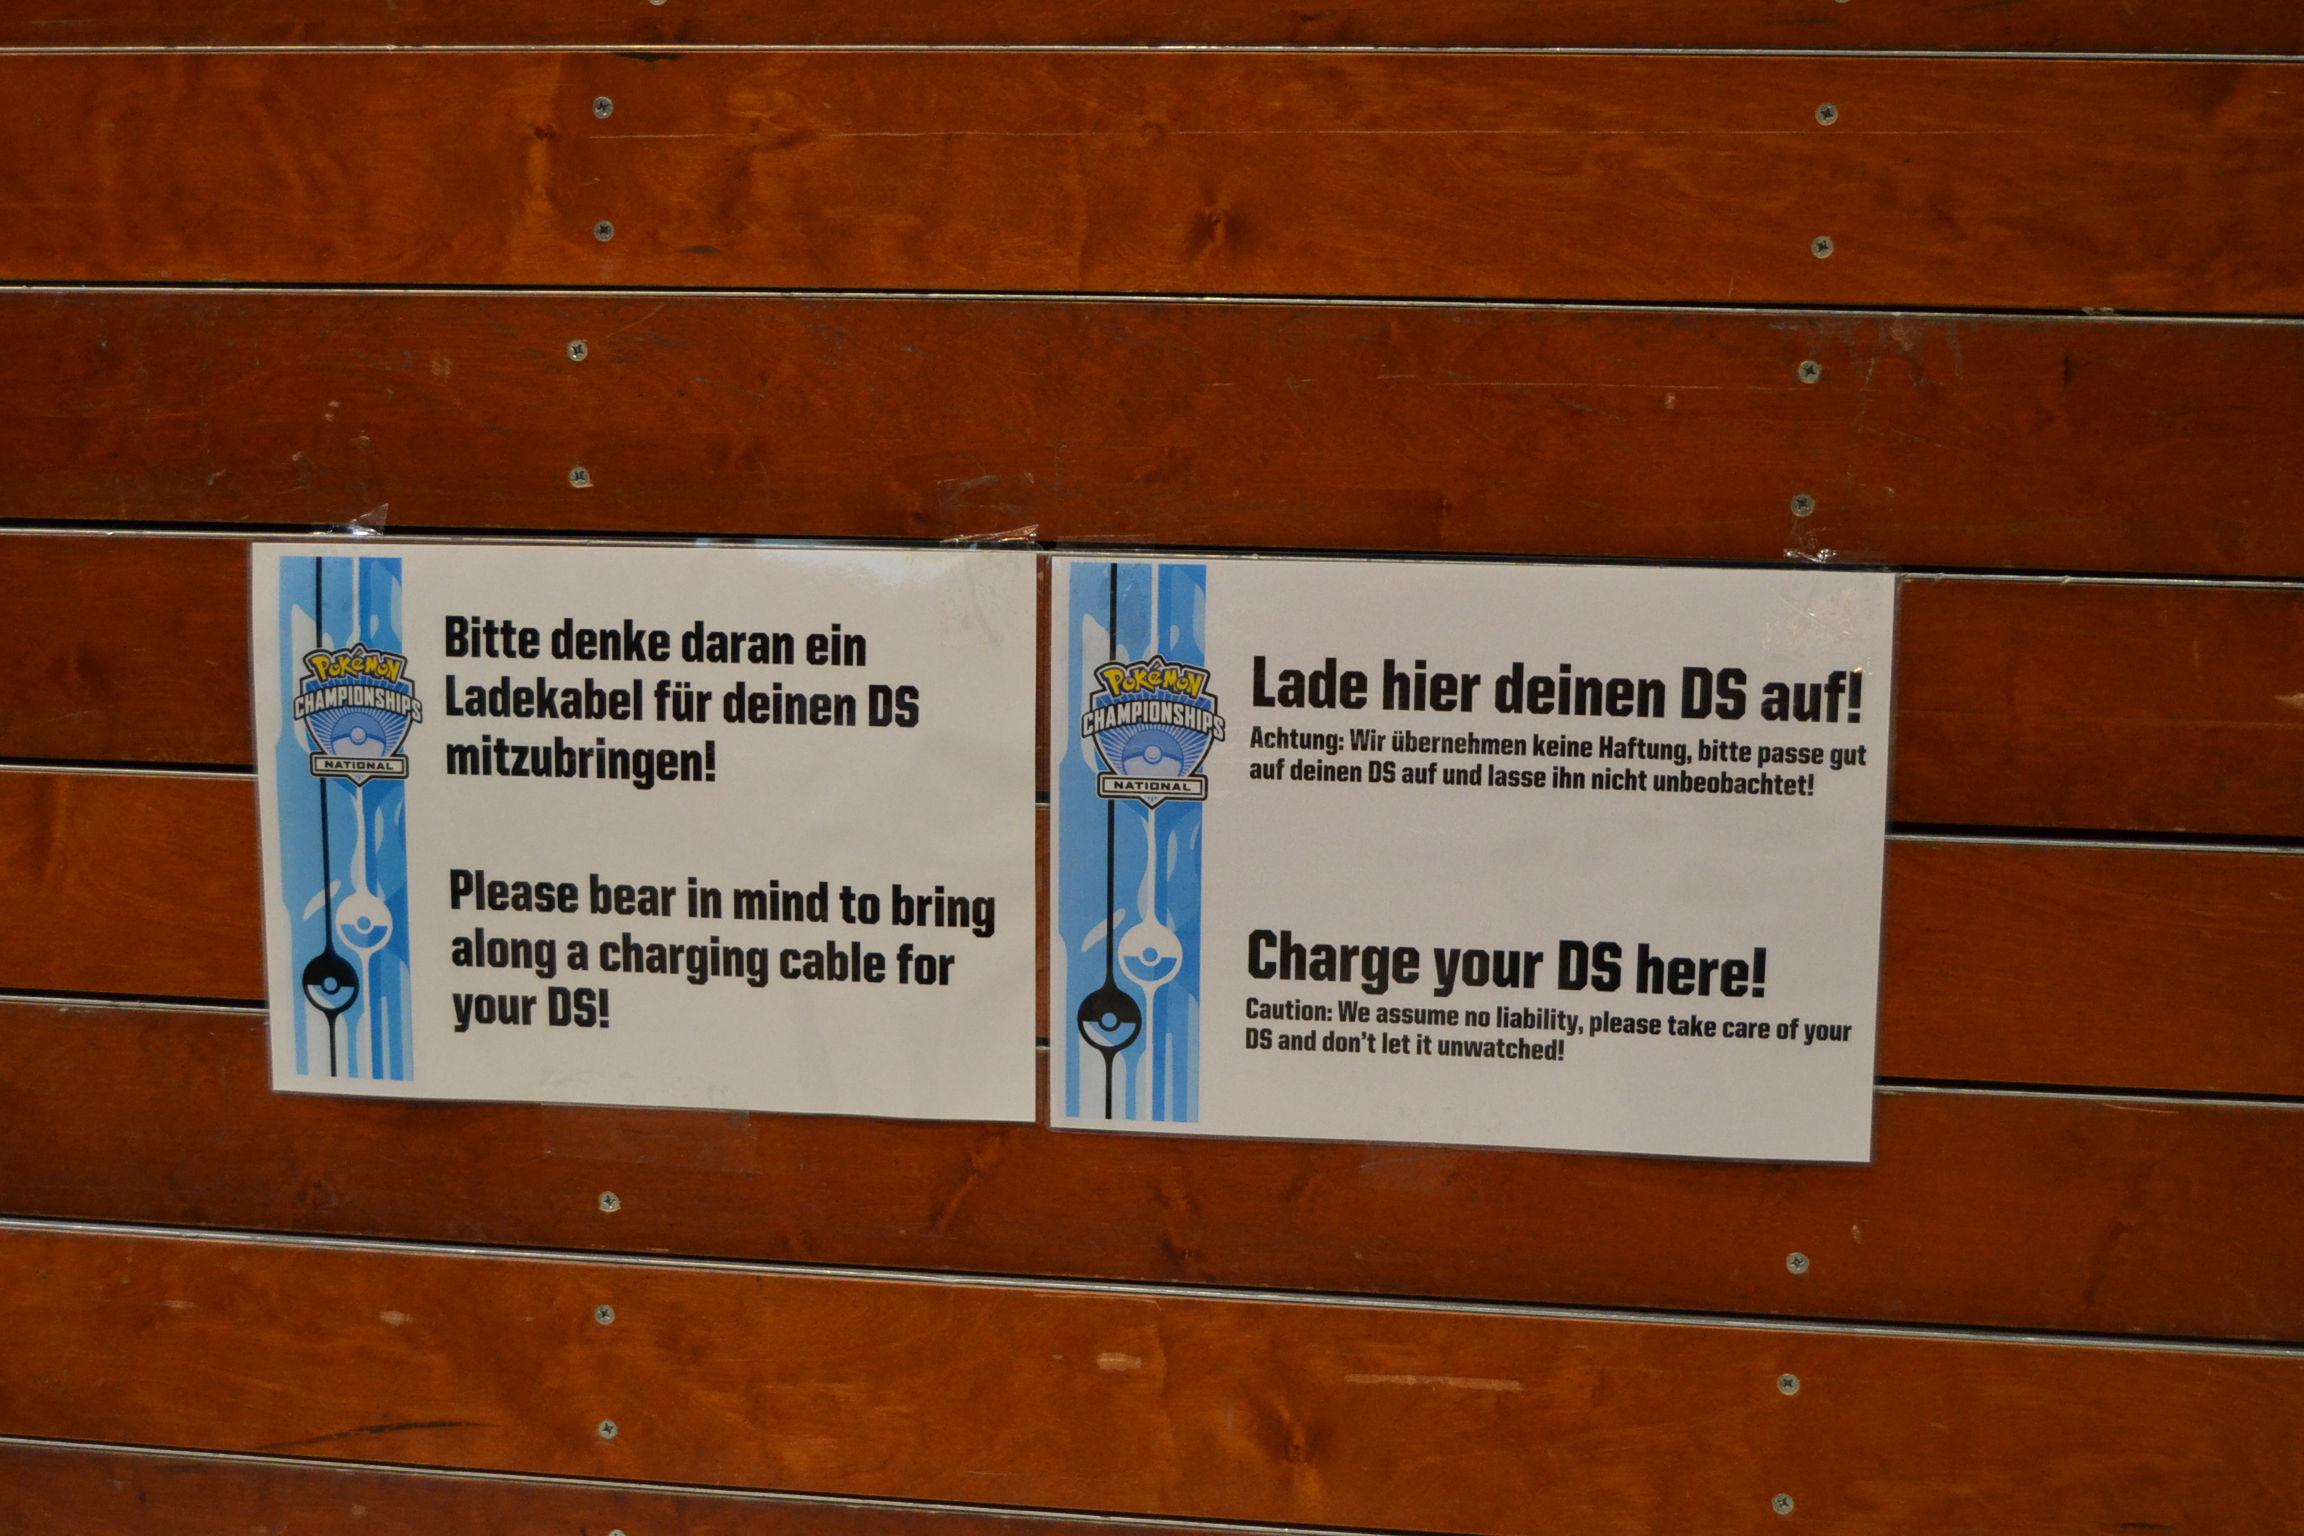 Pokémon
CHAMPIONSHIPS
NATIONAL
Bitte denke daran ein
Ladekabel für deinen DS
mitzubringen!
Please bear in mind to bring
along a charging cable for
your DS!
Pokémon
CHAMPIONSHIPS
NATIONAL
Lade hier deinen DS auf!
Achtung: Wir übernehmen keine Haftung, bitte passe gut
auf deinen DS auf und lasse ihn nicht unbeobachtet!
Charge your DS here!
Caution: We assume no liability, please take care of your
DS and don't let it unwatched!